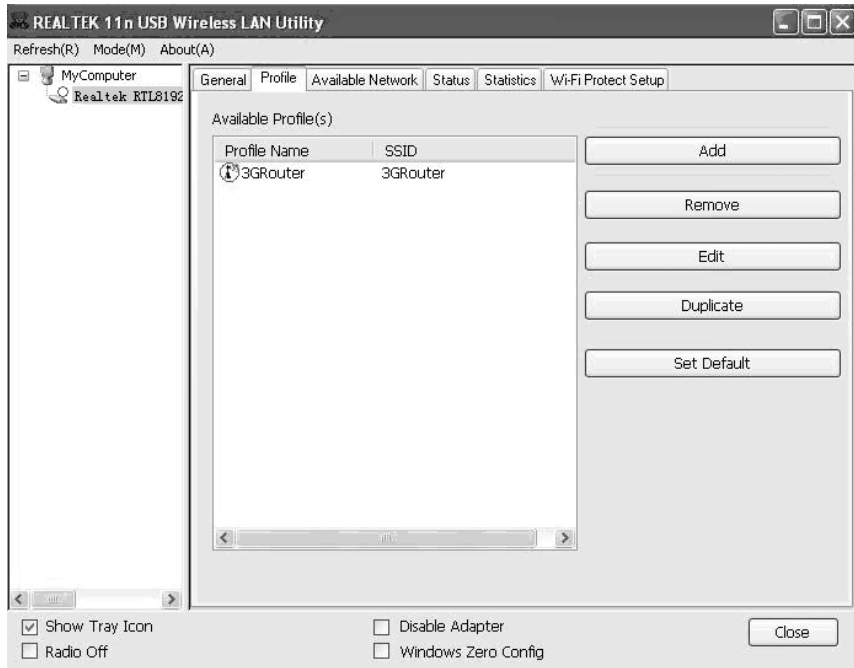 REALTEK 11n USB Wireless LAN Utility
Refresh(R) Mode(M) About(A)
MyComputer
Realtek RTL8192
General Profile Available Network Status Statistics Wi-Fi Protect Setup
Available Profile(s)
Profile Name SSID
3GRouter 3GRouter
Add
Remove
Edit
Duplicate
Set Default
Show Tray Icon
Radio Off
Disable Adapter
Windows Zero Config
Close